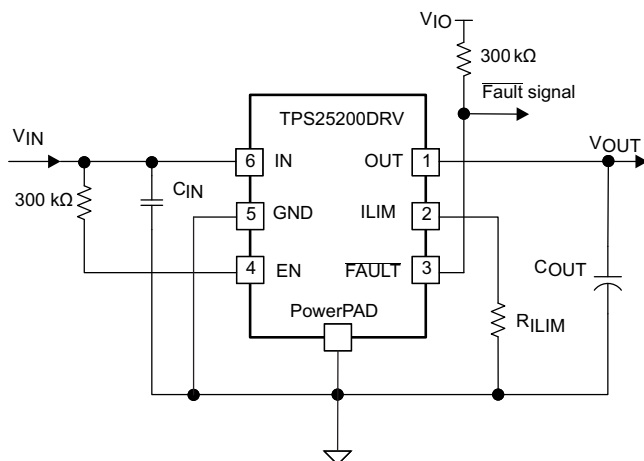 VIO
300 kΩ
Fault signal
TPS25200DRV
VIN
VOUT
6 IN
OUT 1
CIN
300 kΩ
5 GND
ILIM 2
4 EN
FAULT 3
COUT
PowerPAD
RILIM